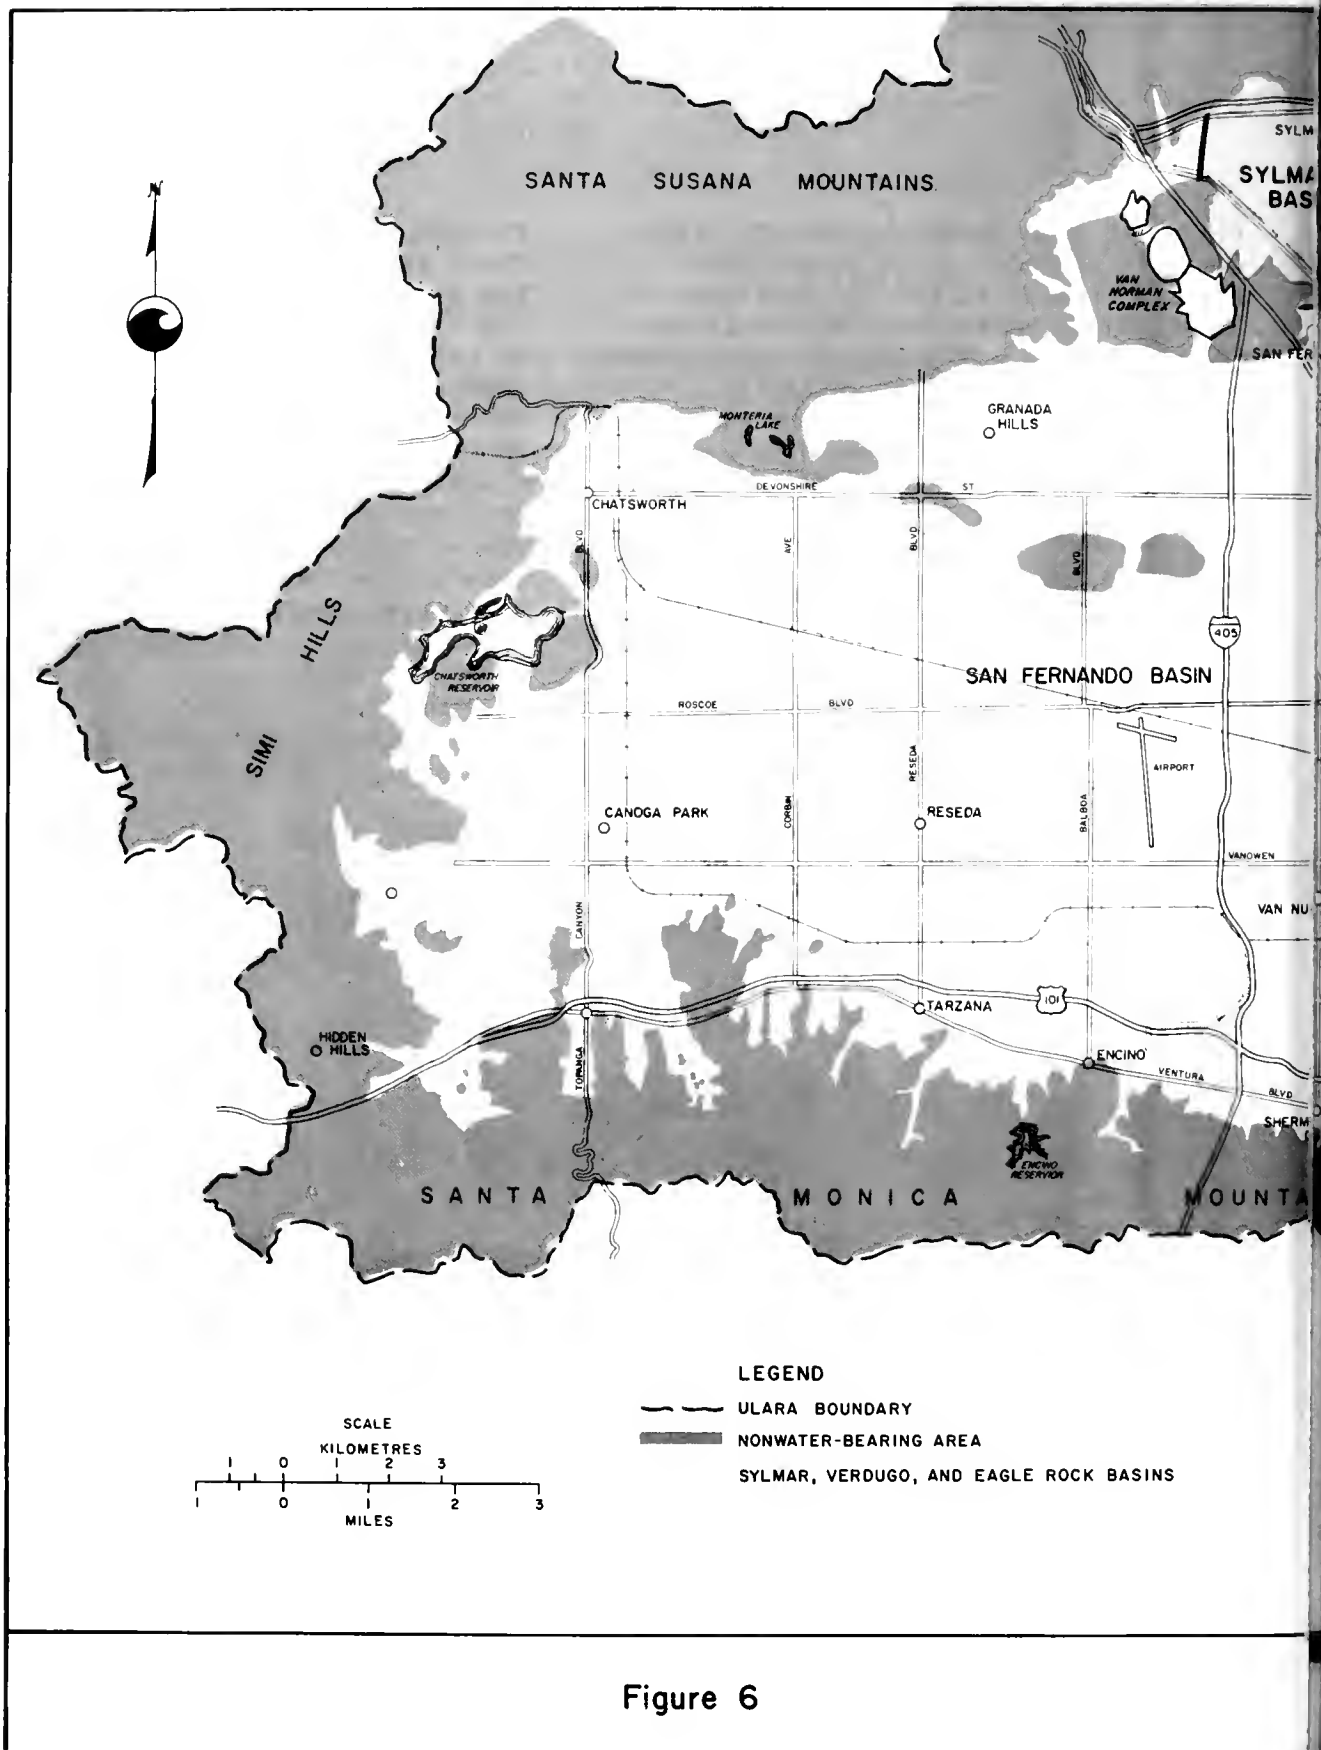 N
SYLM
SYLMA
BAS
SANTA SUSANA MOUNTAINS
VAN
NORMAN
COMPLEX
SAN FER
MONTERIA
LAKE
GRANADA
HILLS
DEVONSHIRE ST
CHATSWORTH
BLVD
AVE
BLVD
BLVD
HILLS
SIMI
405
CHATSWORTH
RESERVOIR
SAN FERNANDO BASIN
ROSCOE BLVD
RESEDA
AIRPORT
CANOGA PARK
CORBIN
RESEDA
BALBOA
VANOWEN
CANYON
VAN NU
101
TARZANA
HIDDEN
HILLS
TOPANGA
ENCINO
VENTURA
BLVD
SHERM
ENCINO
RESERVIOR
SANTA MONICA MOUNTA
LEGEND
ULARA BOUNDARY
NONWATER-BEARING AREA
SYLMAR, VERDUGO, AND EAGLE ROCK BASINS
SCALE
KILOMETRES
1 0 1 2 3
1 0 1 2 3
MILES
Figure 6